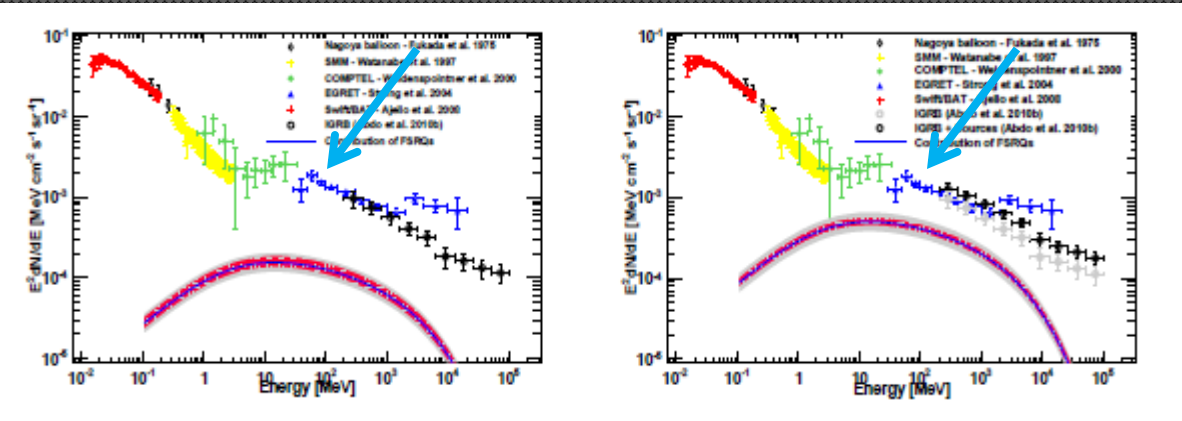 10⁻¹
10⁻²
10⁻³
10⁻⁴
10⁻⁵
E² dN/dE [MeV cm⁻² s⁻¹ sr⁻¹]
Nagoya balloon - Fukada et al. 1975
SMM - Watanabe et al. 1997
COMPTEL - Weidenspointner et al. 2000
EGRET - Strong et al. 2004
Swift/BAT - Ajello et al. 2008
IGRB (Abdo et al. 2010b)
Contribution of FSRQs
10⁻² 10⁻¹ 1 10 10² 10³ 10⁴ 10⁵
Energy [MeV]
10⁻¹
10⁻²
10⁻³
10⁻⁴
10⁻⁵
E² dN/dE [MeV cm⁻² s⁻¹ sr⁻¹]
Nagoya balloon - Fukada et al. 1975
SMM - Watanabe et al. 1997
COMPTEL - Weidenspointner et al. 2000
EGRET - Strong et al. 2004
Swift/BAT - Ajello et al. 2008
IGRB (Abdo et al. 2010b)
IGRB + Sources (Abdo et al. 2010b)
Contribution of FSRQs
10⁻² 10⁻¹ 1 10 10² 10³ 10⁴ 10⁵
Energy [MeV]